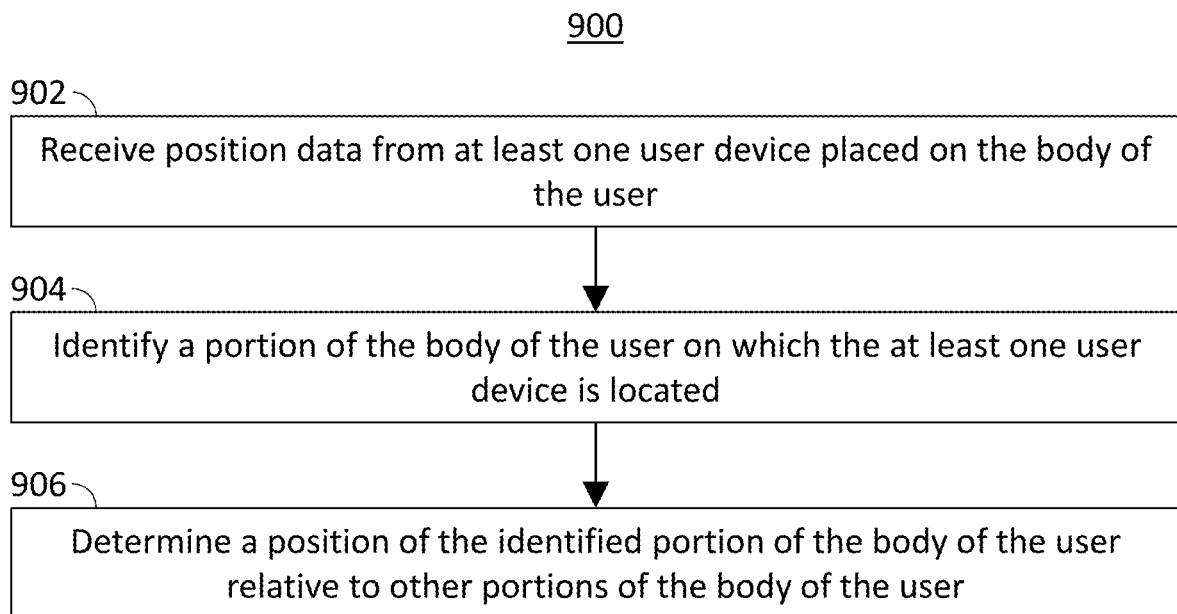 900
902
Receive position data from at least one user device placed on the body of
the user
904
Identify a portion of the body of the user on which the at least one user
device is located
906
Determine a position of the identified portion of the body of the user
relative to other portions of the body of the user